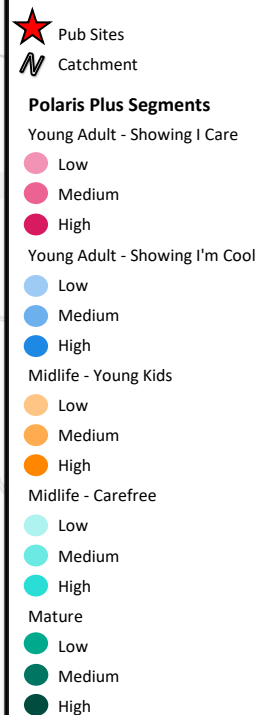 Pub Sites
Catchment
Polaris Plus Segments
Young Adult - Showing I Care
Low
Medium
High
Young Adult - Showing I'm Cool
Low
Medium
High
Midlife - Young Kids
Low
Medium
High
Midlife - Carefree
Low
Medium
High
Mature
Low
Medium
High